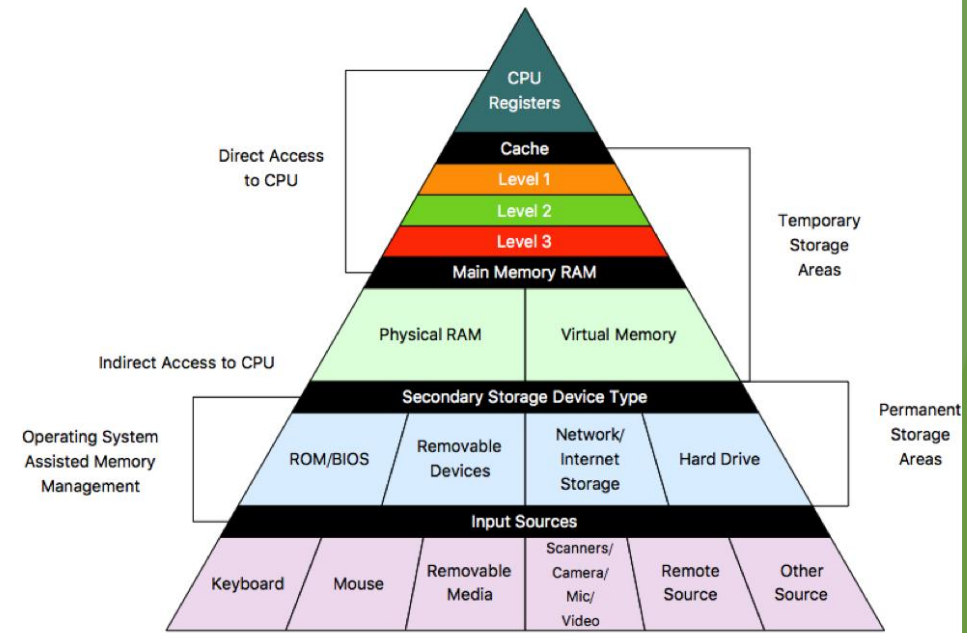 CPU
Registers
Cache
Level 1
Level 2
Level 3
Main Memory RAM
Physical RAM
Virtual Memory
Secondary Storage Device Type
ROM/BIOS
Removable
Devices
Network/
Internet
Storage
Hard Drive
Input Sources
Keyboard
Mouse
Removable
Media
Scanners/
Camera/
Mic/
Video
Remote
Source
Other
Source
Direct Access
to CPU
Indirect Access to CPU
Operating System
Assisted Memory
Management
Temporary
Storage
Areas
Permanent
Storage
Areas